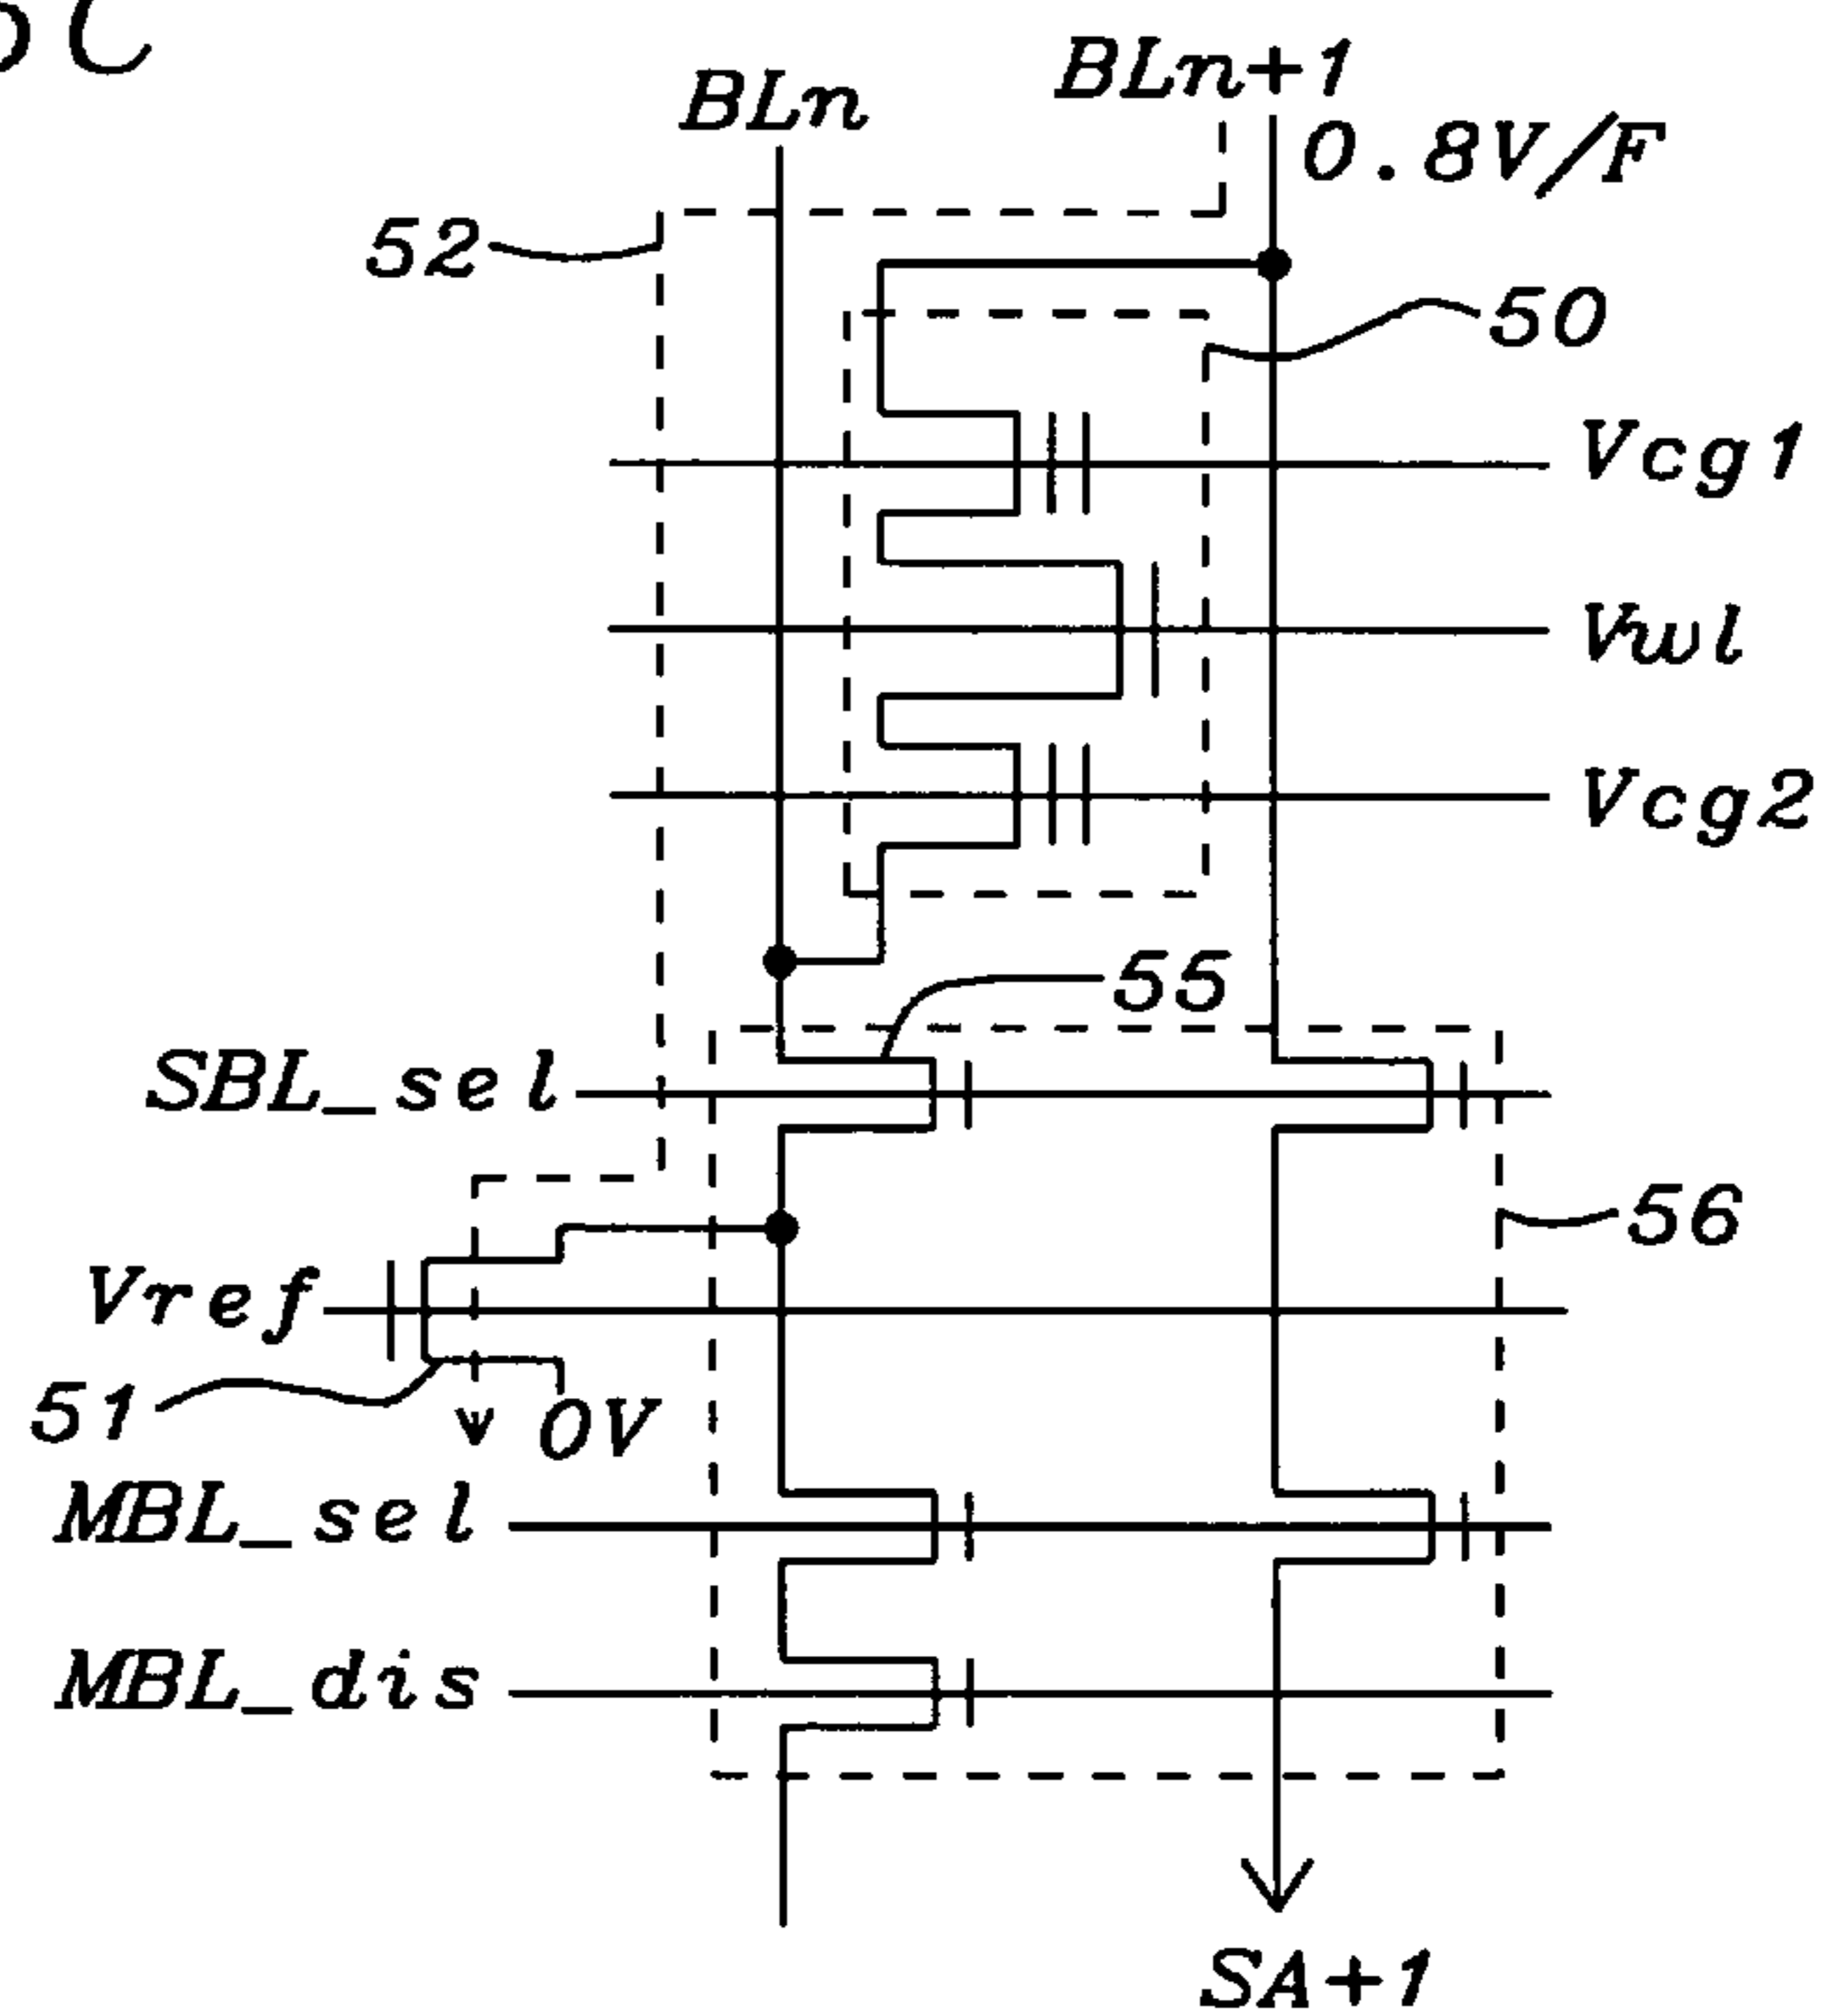 BLn
BLn+1
0.8V/F
52
50
Vcg1
Vwl
Vcg2
55
SBL_sel
56
Vref
51
0V
MBL_sel
MBL_dis
SA+1